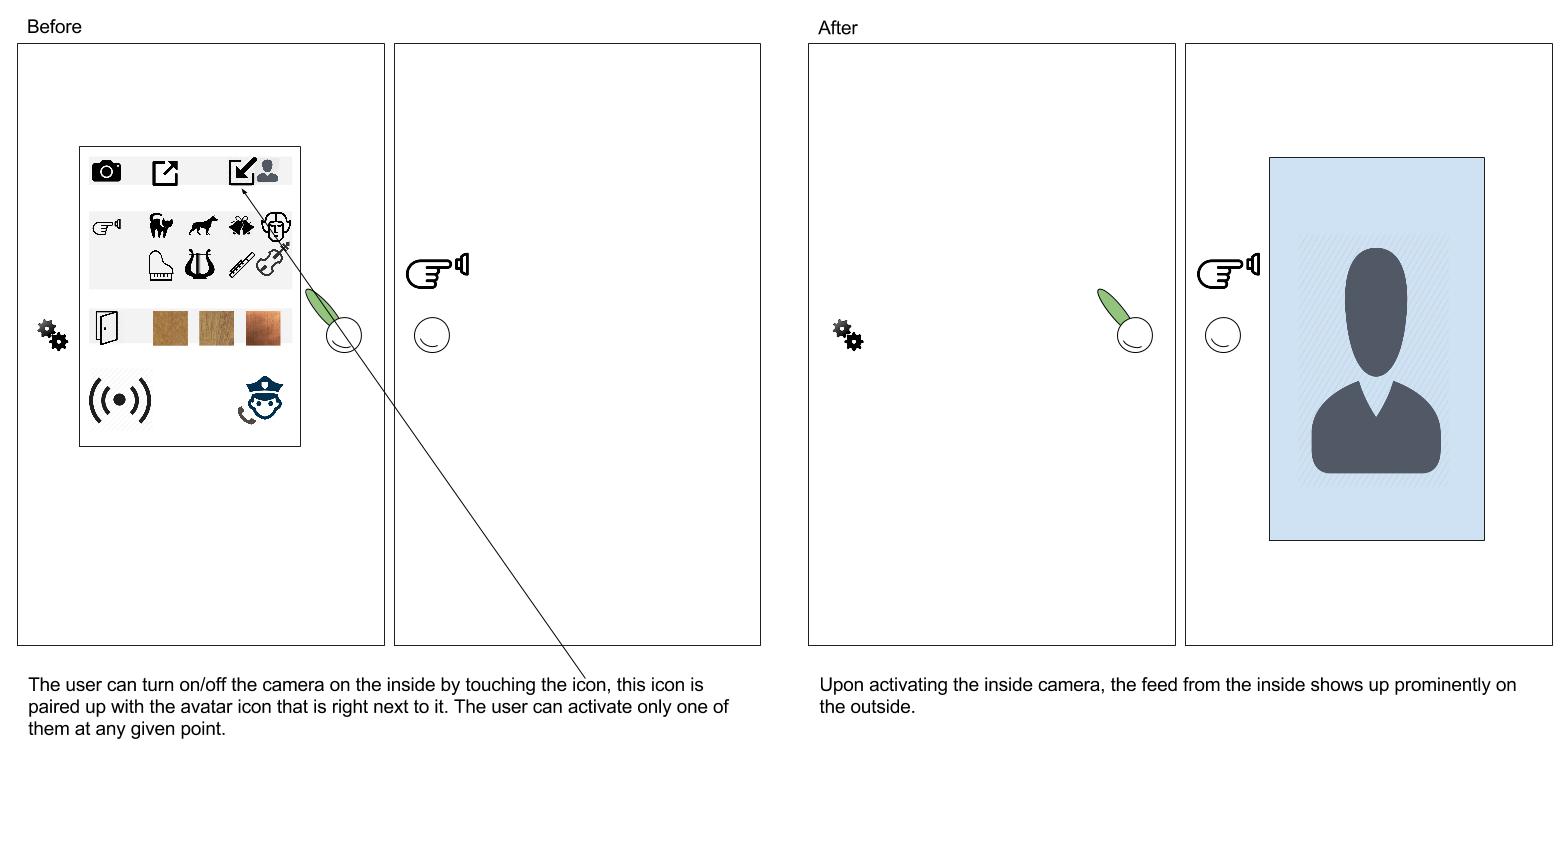 Before
After
The user can turn on/off the camera on the inside by touching the icon, this icon is
paired up with the avatar icon that is right next to it. The user can activate only one of
them at any given point.
Upon activating the inside camera, the feed from the inside shows up prominently on
the outside.